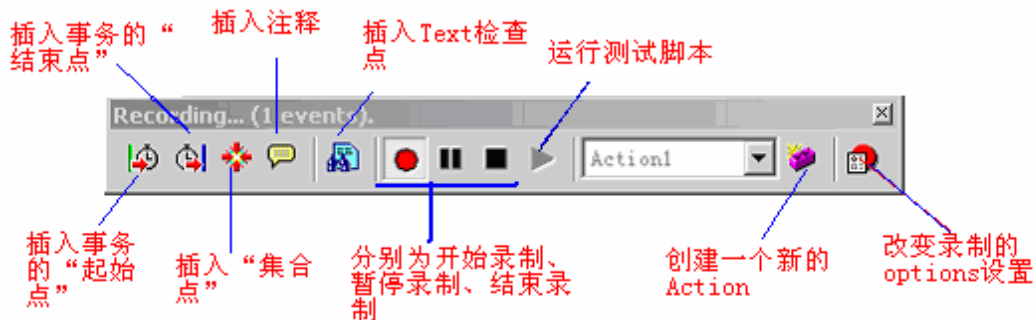 插入事务的“
结束点”
插入注释
插入Text检查
点
运行测试脚本
Recording... (1 events).
Action1
插入事务
的“起始
点”
插入“集合
点”
分别为开始录制、
暂停录制、结束录
制
创建一个新的
Action
改变录制的
options设置